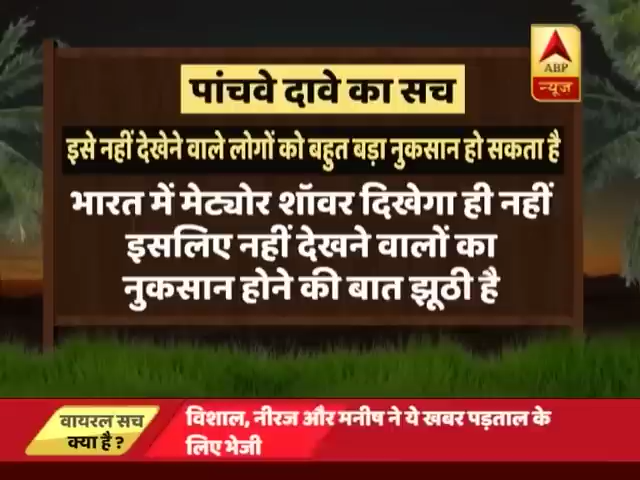 ABP
न्यूज़
पांचवे दावे का सच
इसे नहीं देखेने वाले लोगों को बहुत बड़ा नुकसान हो सकता है
भारत में मेट्योर शॉवर दिखेगा ही नहीं
इसलिए नहीं देखने वालों का
नुकसान होने की बात झूठी है
वायरल सच
क्या है ?
विशाल, नीरज और मनीष ने ये खबर पड़ताल के
लिए भेजी